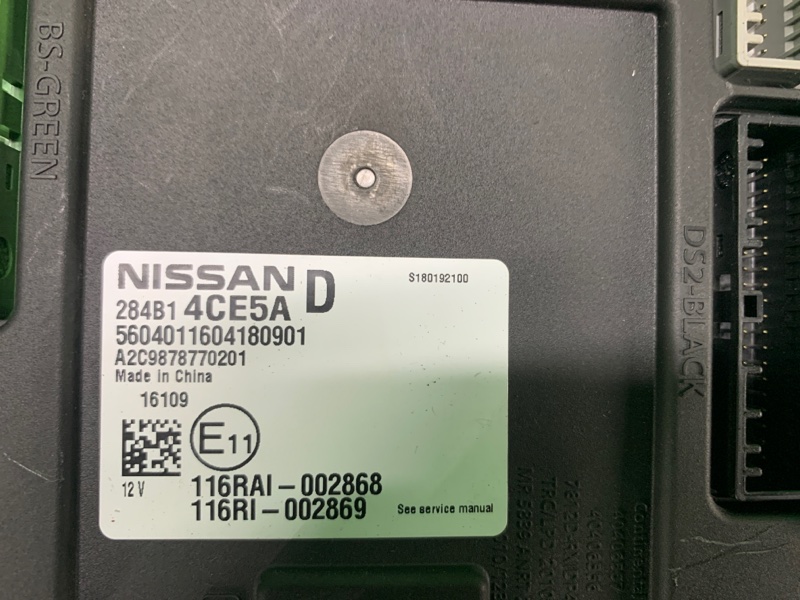 BS-GREEN
NISSAN D
S180192100
284B1 4CE5A
5604011604180901
A2C9878770201
Made in China
16109
E11
12 V
116RAI-002868
116RI-002869
See service manual
DS2-BLACK
Continental